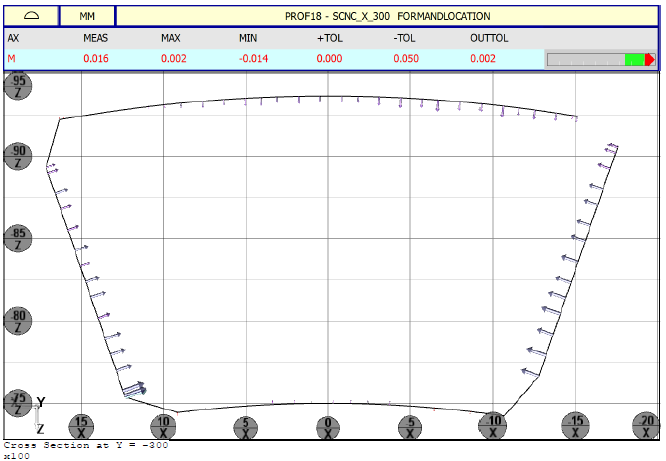 MM PROF18 - SCNC_X_300 FORMANDLOCATION
AX MEAS MAX MIN +TOL -TOL OUTTOL
M 0.016 0.002 -0.014 0.000 0.050 0.002
-95
Z
-90
Z
-85
Z
-80
Z
-75
Z
Y
Z
15 10 5 0 -5 -10 -15 -20
X X X X X X X X
Cross Section at Y = -300
x100